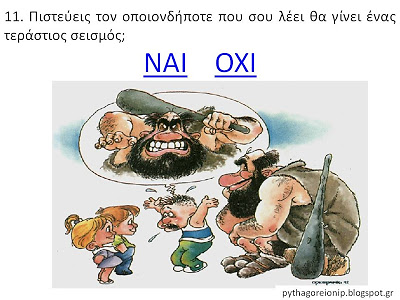 11. Πιστεύεις τον οποιονδήποτε που σου λέει θα γίνει ένας
τεράστιος σεισμός;
ΝΑΙ ΟΧΙ
pythagoreionip.blogspot.gr